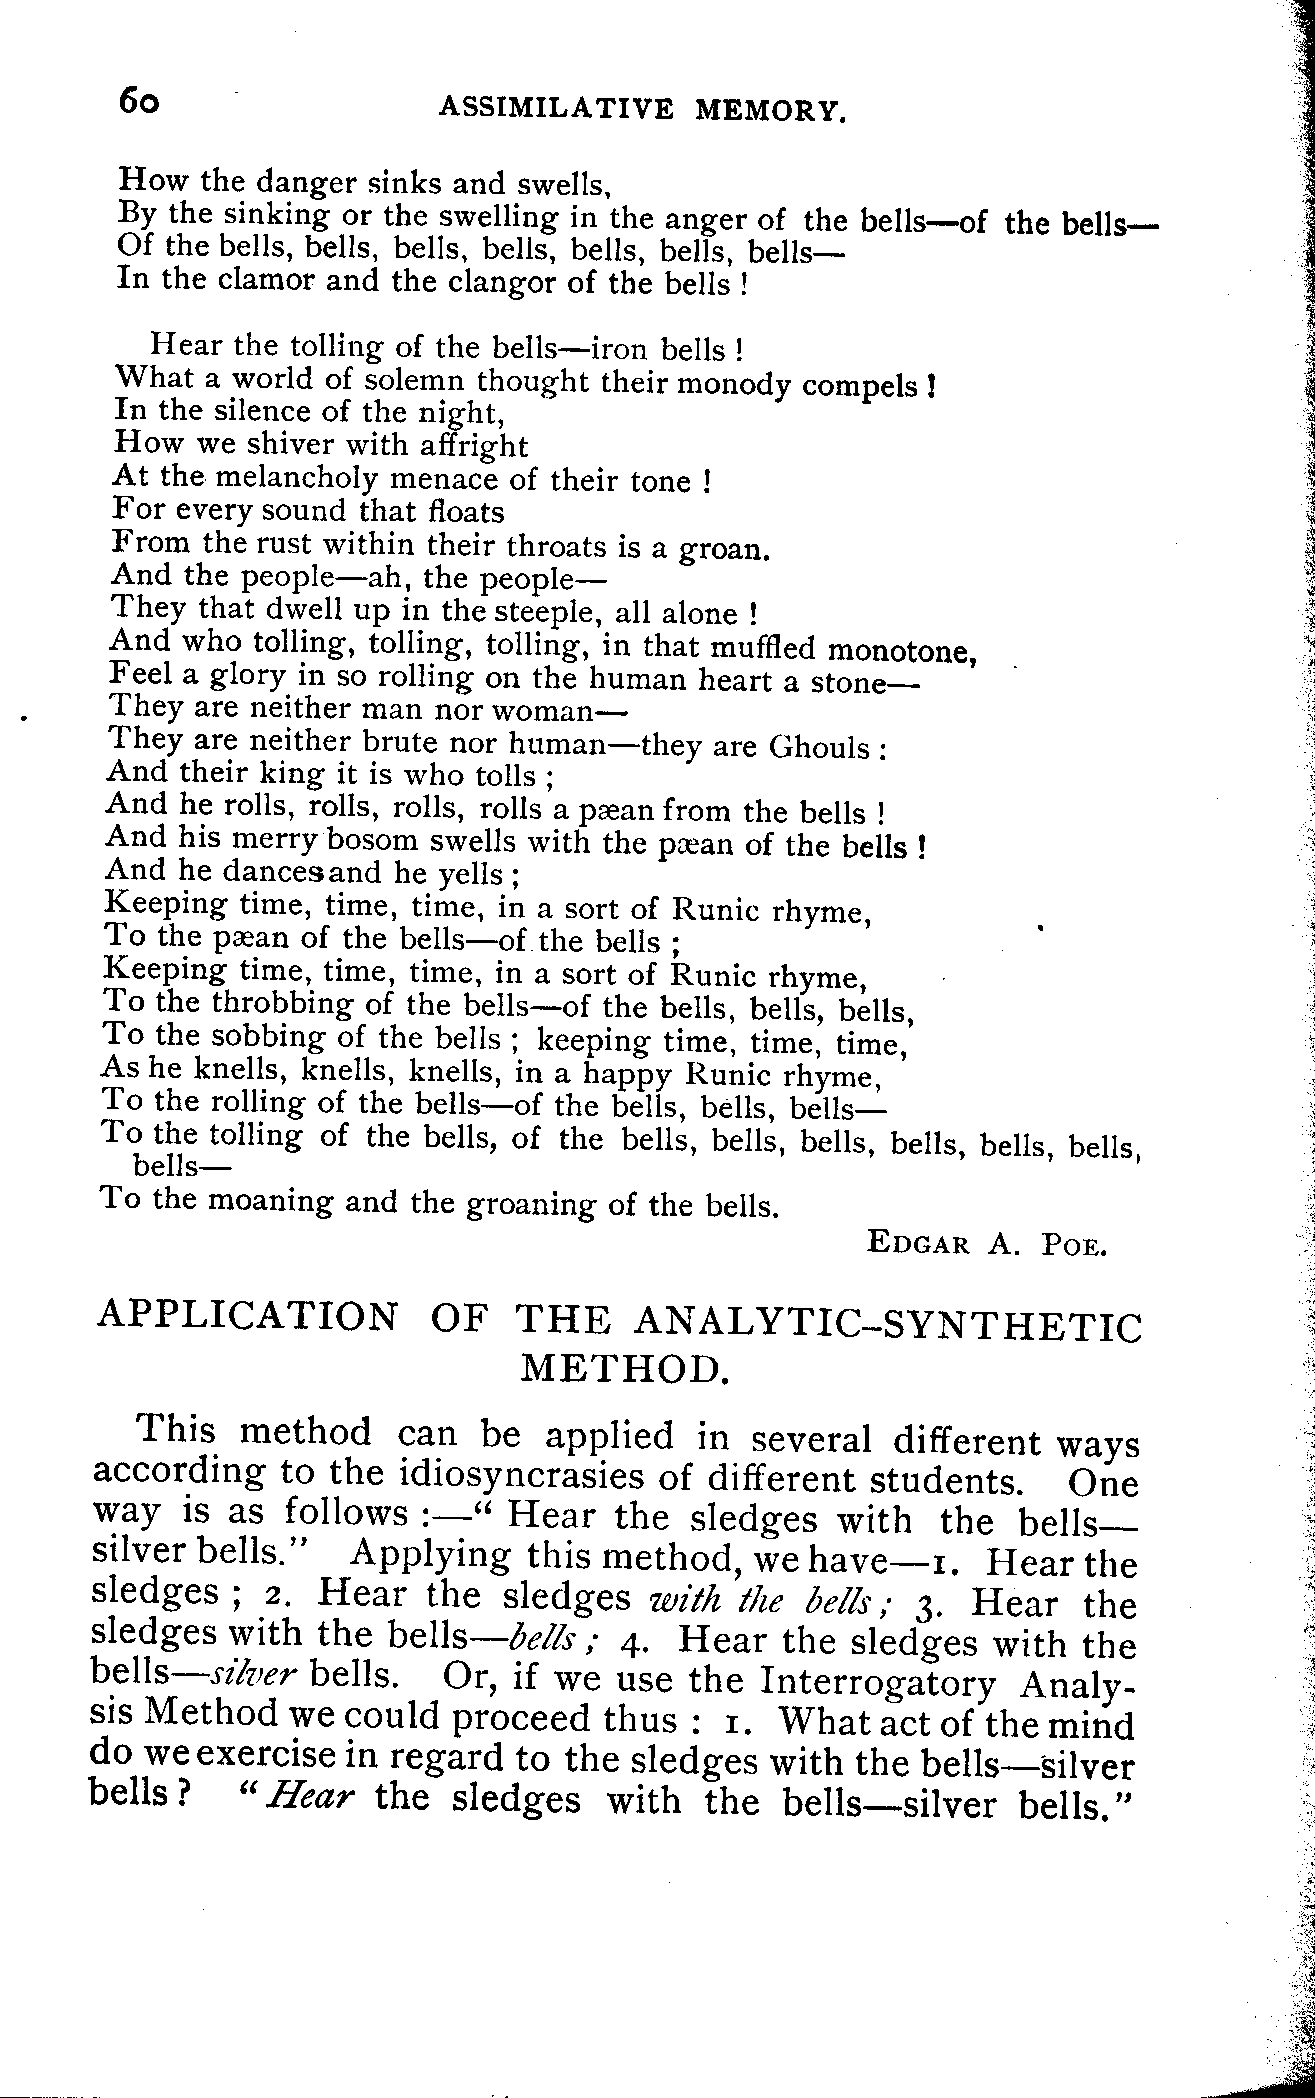 60 ASSIMILATIVE MEMORY.
How the danger sinks and swells,
By the sinking or the swelling in the anger of the bells—of the bells—
Of the bells, bells, bells, bells, bells, bells, bells—
In the clamor and the clangor of the bells !
Hear the tolling of the bells—iron bells !
What a world of solemn thought their monody compels !
In the silence of the night,
How we shiver with affright
At the melancholy menace of their tone !
For every sound that floats
From the rust within their throats is a groan.
And the people—ah, the people—
They that dwell up in the steeple, all alone !
And who tolling, tolling, tolling, in that muffled monotone,
Feel a glory in so rolling on the human heart a stone—
They are neither man nor woman—
They are neither brute nor human—they are Ghouls :
And their king it is who tolls ;
And he rolls, rolls, rolls, rolls a pæan from the bells !
And his merry bosom swells with the pæan of the bells !
And he dances and he yells ;
Keeping time, time, time, in a sort of Runic rhyme,
To the pæan of the bells—of the bells ;
Keeping time, time, time, in a sort of Runic rhyme,
To the throbbing of the bells—of the bells, bells, bells,
To the sobbing of the bells ; keeping time, time, time,
As he knells, knells, knells, in a happy Runic rhyme,
To the rolling of the bells—of the bells, bells, bells—
To the tolling of the bells, of the bells, bells, bells, bells, bells, bells,
bells—
To the moaning and the groaning of the bells.
EDGAR A. POE.
APPLICATION OF THE ANALYTIC-SYNTHETIC
METHOD.
This method can be applied in several different ways
according to the idiosyncrasies of different students. One
way is as follows :—“ Hear the sledges with the bells—
silver bells.” Applying this method, we have—1. Hear the
sledges ; 2. Hear the sledges with the bells ; 3. Hear the
sledges with the bells—bells ; 4. Hear the sledges with the
bells—silver bells. Or, if we use the Interrogatory Analy-
sis Method we could proceed thus : 1. What act of the mind
do we exercise in regard to the sledges with the bells—silver
bells ? “ Hear the sledges with the bells—silver bells.”